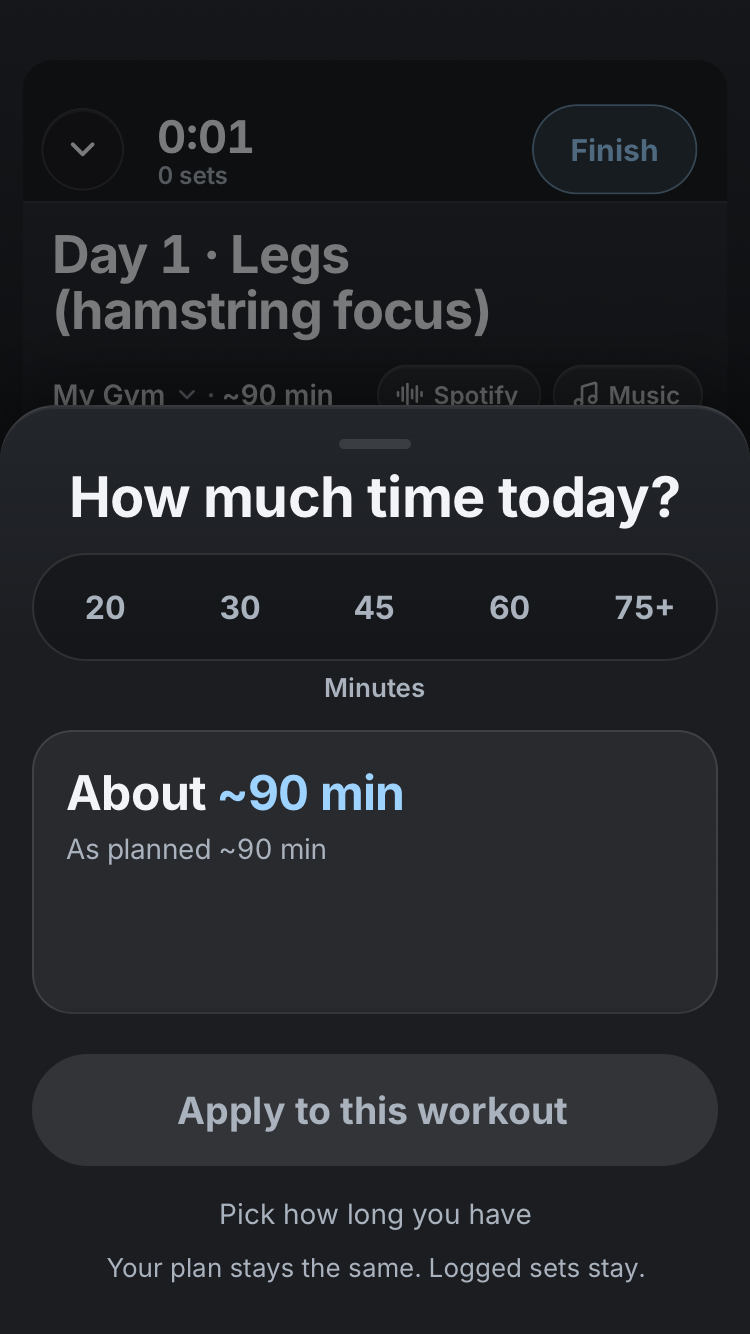 0:01
0 sets
Finish
Day 1 · Legs
(hamstring focus)
My Gym · ~90 min
Spotify
Music
How much time today?
20 30 45 60 75+
Minutes
About ~90 min
As planned ~90 min
Apply to this workout
Pick how long you have
Your plan stays the same. Logged sets stay.